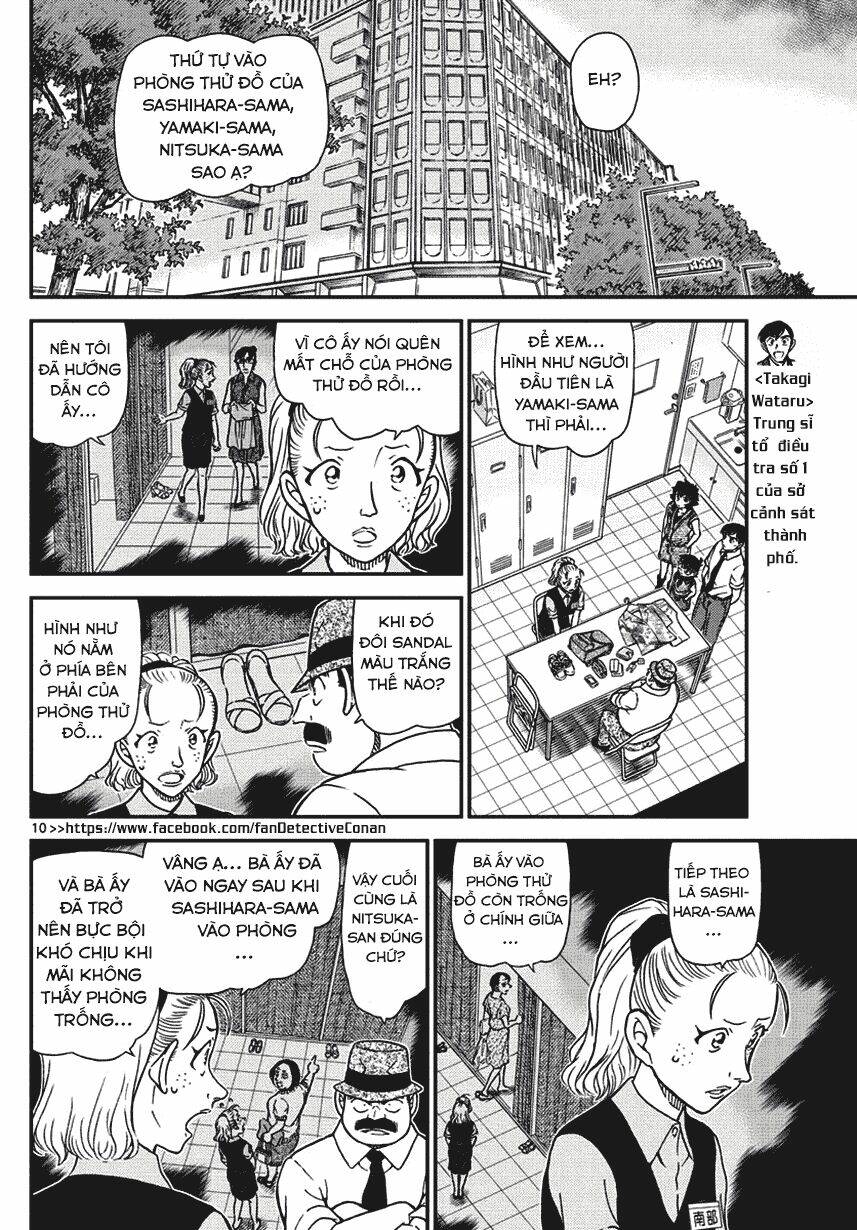 EH?
THỨ TỰ VÀO
PHÒNG THỬ ĐỒ CỦA
SASHIHARA-SAMA,
YAMAKI-SAMA,
NITSUKA-SAMA
SAO Ạ?
<Takagi
Wataru>
Trung sĩ
tổ điều
tra số 1
của sở
cảnh sát
thành
phố.
ĐỂ XEM...
HÌNH NHƯ NGƯỜI
ĐẦU TIÊN LÀ
YAMAKI-SAMA
THÌ PHẢI...
VÌ CÔ ẤY NÓI QUÊN
MẤT CHỖ CỦA PHÒNG
THỬ ĐỒ RỒI...
NÊN TÔI
ĐÃ HƯỚNG
DẪN CÔ
ẤY...
KHI ĐÓ
ĐÔI SANDAL
MÀU TRẮNG
THẾ NÀO?
HÌNH NHƯ
NÓ NẰM
Ở PHÍA BÊN
PHẢI CỦA
PHÒNG THỬ
ĐỒ...
10 >>https://www.facebook.com/fanDetectiveConan
TIẾP THEO
LÀ SASHI-
HARA-SAMA
...
BÀ ẤY VÀO
PHÒNG THỬ
ĐỒ CÒN TRỐNG
Ở CHÍNH GIỮA
...
VẬY CUỐI
CÙNG LÀ
NITSUKA-
SAN ĐÚNG
CHỨ?
VÂNG Ạ... BÀ ẤY ĐÃ
VÀO NGAY SAU KHI
SASHIHARA-SAMA
VÀO PHÒNG ...
VÀ BÀ ẤY
ĐÃ TRỞ
NÊN BỰC BỘI
KHÓ CHỊU KHI
MÃI KHÔNG
THẤY PHÒNG
TRỐNG...
南部